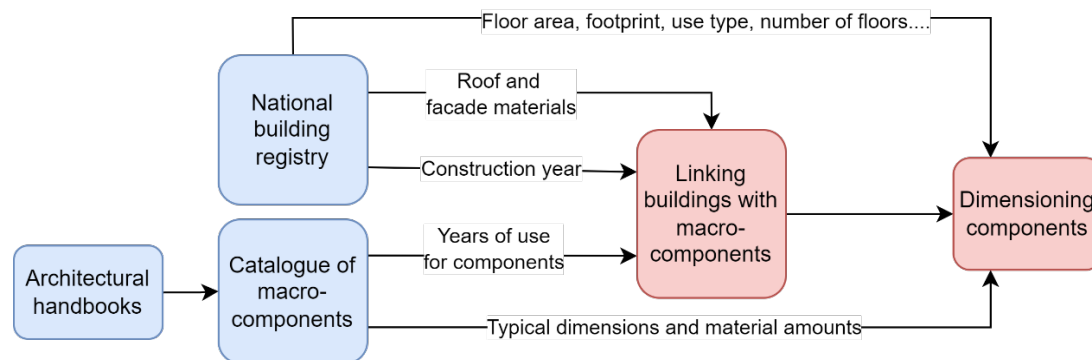 Floor area, footprint, use type, number of floors....
National
building
registry
Roof and
facade materials
Construction year
Linking
buildings with
macro-
components
Dimensioning
components
Architectural
handbooks
Catalogue of
macro-
components
Years of use
for components
Typical dimensions and material amounts